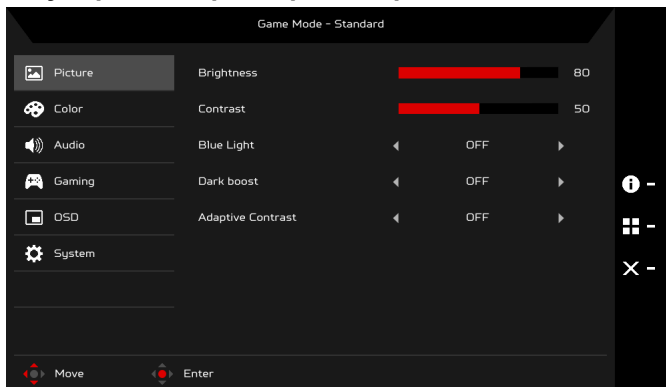 Game Mode - Standard
Picture
Brightness 80
Color
Contrast 50
Audio
Blue Light OFF
Gaming
Dark boost OFF
OSD
Adaptive Contrast OFF
System
Move Enter